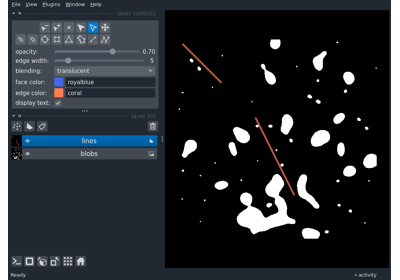 File View Plugins Window Help
layer controls
opacity: 0.70
edge width: 5
blending: translucent
face color: royalblue
edge color: coral
display text:
layer list
lines
blobs
Ready
activity